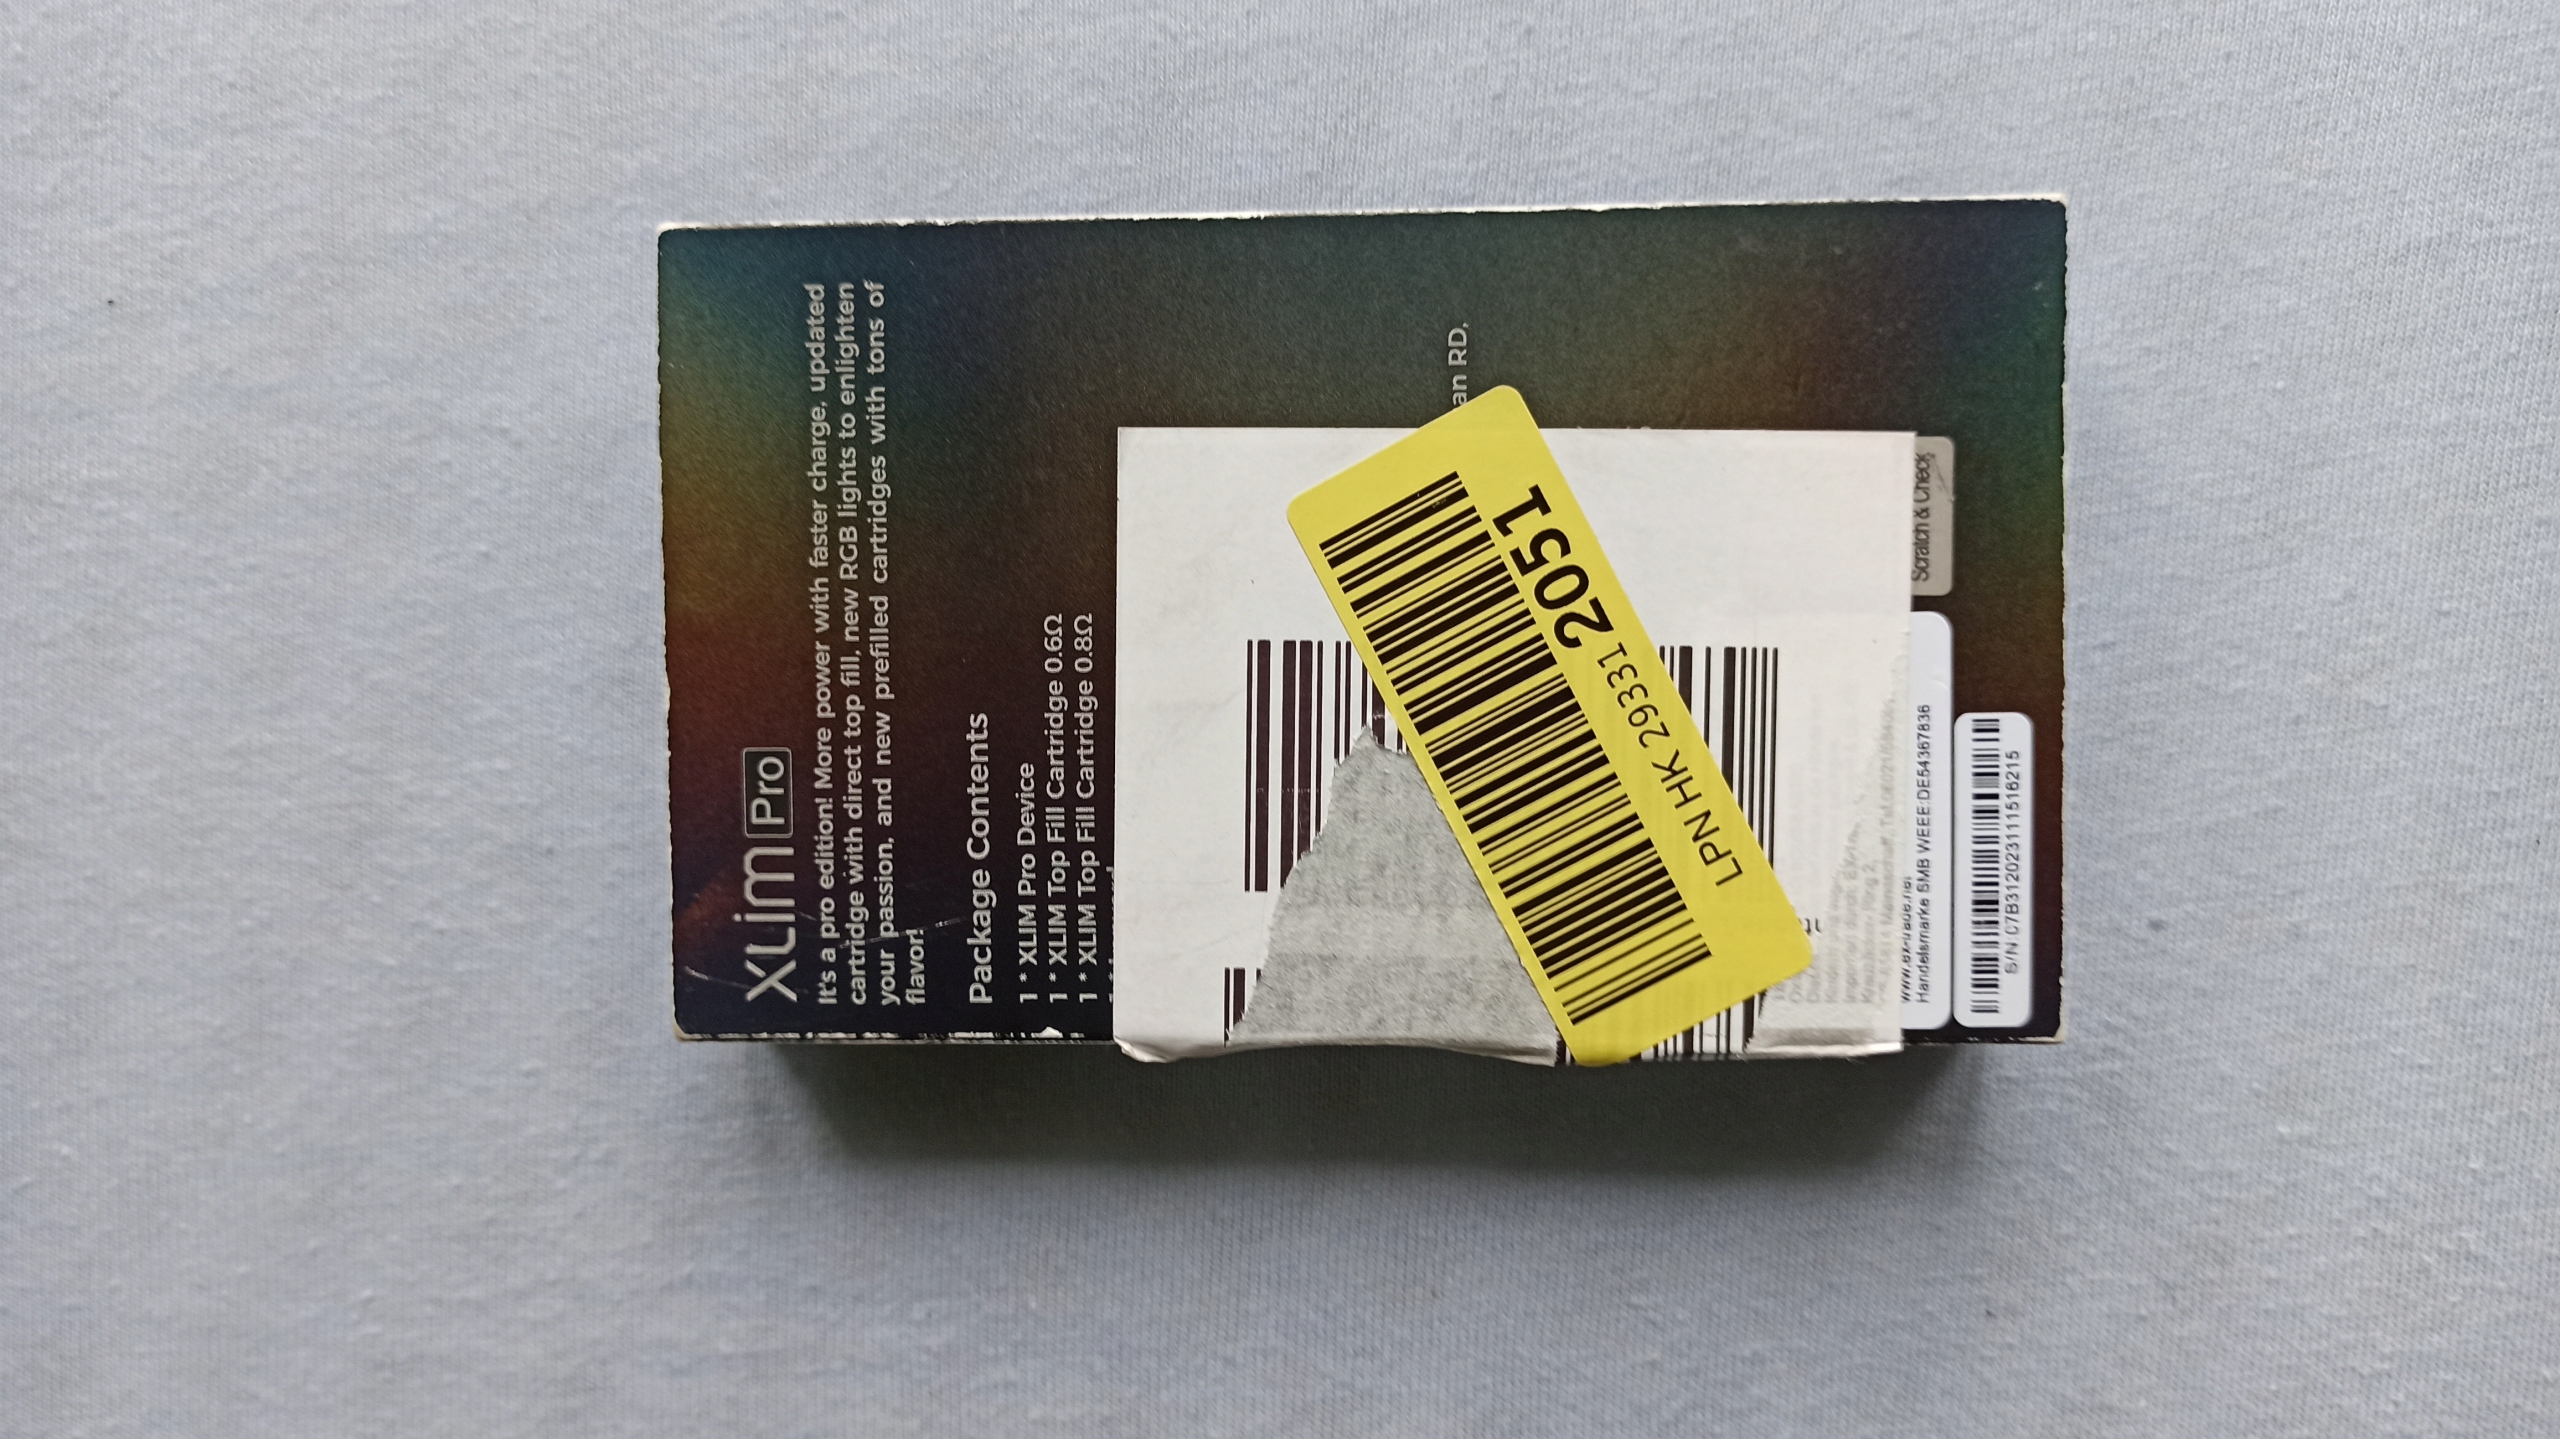 XLIM Pro
It's a pro edition! More power with faster charge, updated
cartridge with direct top fill, new RGB lights to enlighten
your passion, and new prefilled cartridges with tons of
flavor!
Package Contents
1 * XLIM Pro Device
1 * XLIM Top Fill Cartridge 0.6Ω
1 * XLIM Top Fill Cartridge 0.8Ω
an RD,
2051
LPNHK 29331
Scratch & Check
Handelsmarke SMB WEEE:DE54367836
S/N:C7B312023111516215